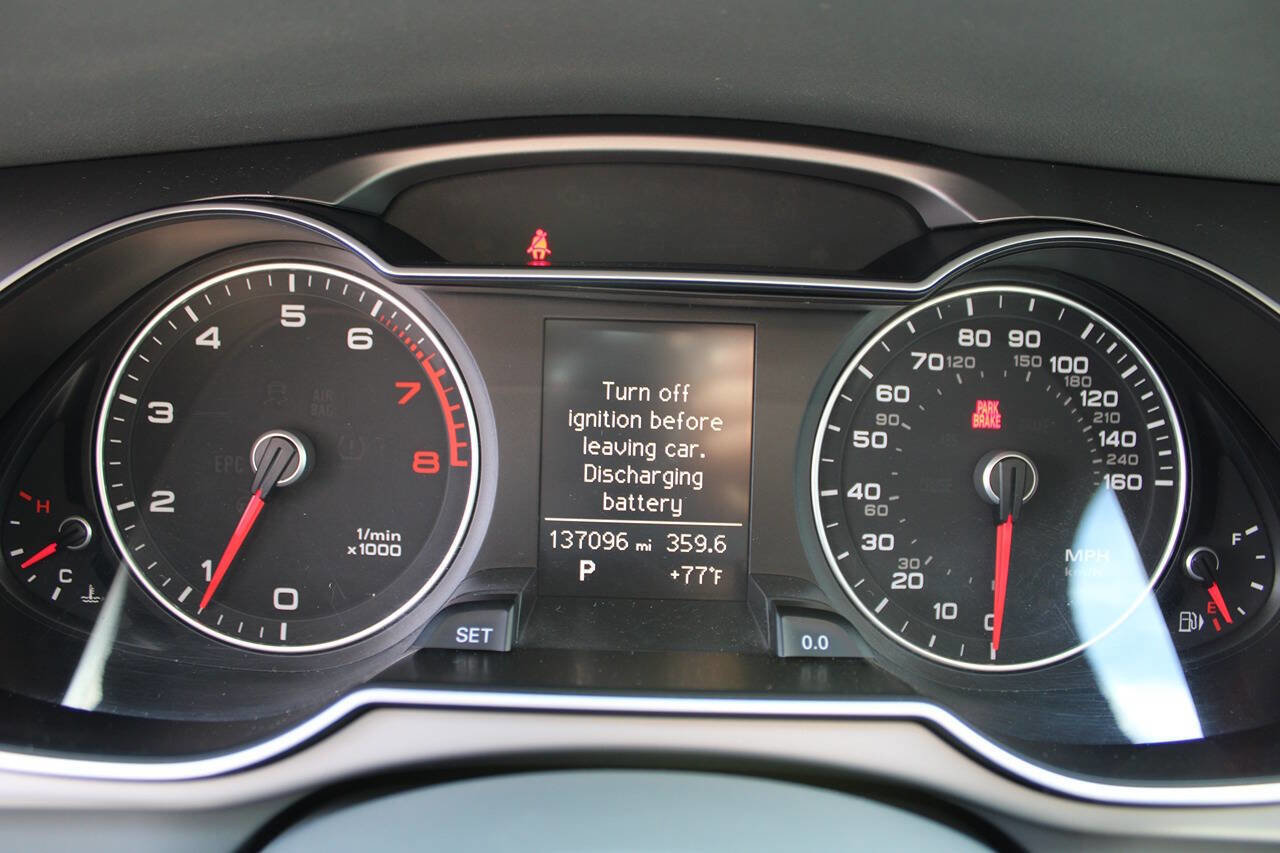 5
4
6
3
7
AIR
BAG
EPC
8
2
1/min
x1000
1
0
H
C
SET
Turn off
ignition before
leaving car.
Discharging
battery
137096 mi 359.6
P +77°F
0.0
80 90
70 120 150 100
60 180 120
90 PARK 210
50 BRAKE 140
240
40 160
60
30 MPH
30 km/h
20
10
0
F
E